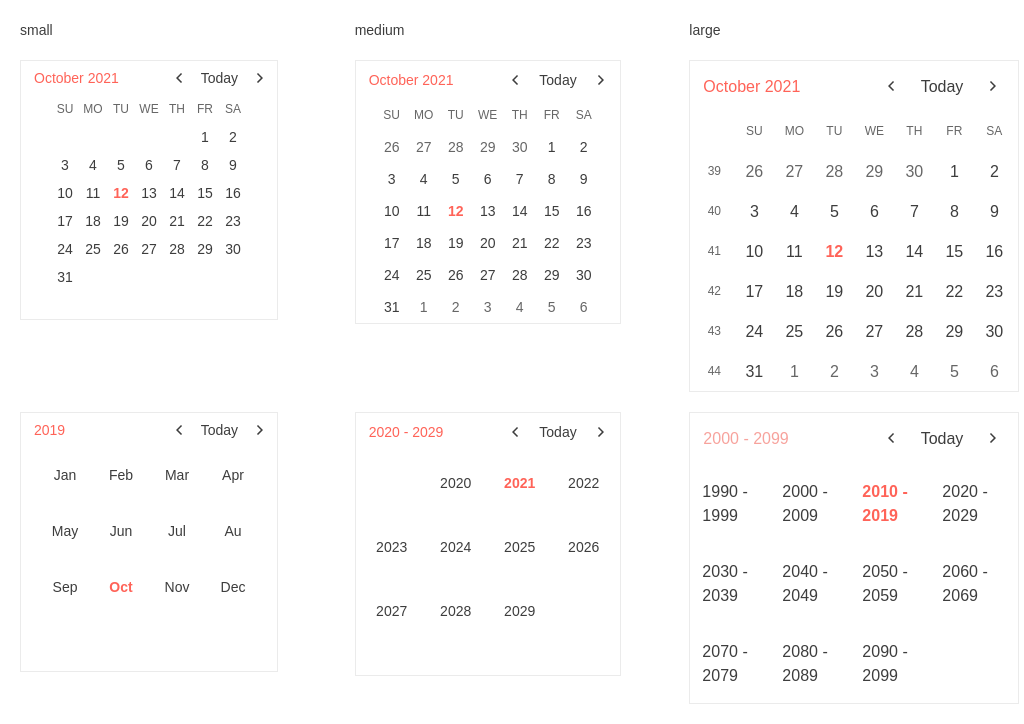 small
medium
large
October 2021 Today
SU MO TU WE TH FR SA
1 2
3 4 5 6 7 8 9
10 11 12 13 14 15 16
17 18 19 20 21 22 23
24 25 26 27 28 29 30
31
October 2021 Today
SU MO TU WE TH FR SA
26 27 28 29 30 1 2
3 4 5 6 7 8 9
10 11 12 13 14 15 16
17 18 19 20 21 22 23
24 25 26 27 28 29 30
31 1 2 3 4 5 6
October 2021 Today
SU MO TU WE TH FR SA
39 26 27 28 29 30 1 2
40 3 4 5 6 7 8 9
41 10 11 12 13 14 15 16
42 17 18 19 20 21 22 23
43 24 25 26 27 28 29 30
44 31 1 2 3 4 5 6
2019 Today
Jan Feb Mar Apr
May Jun Jul Au
Sep Oct Nov Dec
2020 - 2029 Today
2020 2021 2022
2023 2024 2025 2026
2027 2028 2029
2000 - 2099 Today
1990 - 2000 - 2010 - 2020 -
1999 2009 2019 2029
2030 - 2040 - 2050 - 2060 -
2039 2049 2059 2069
2070 - 2080 - 2090 -
2079 2089 2099